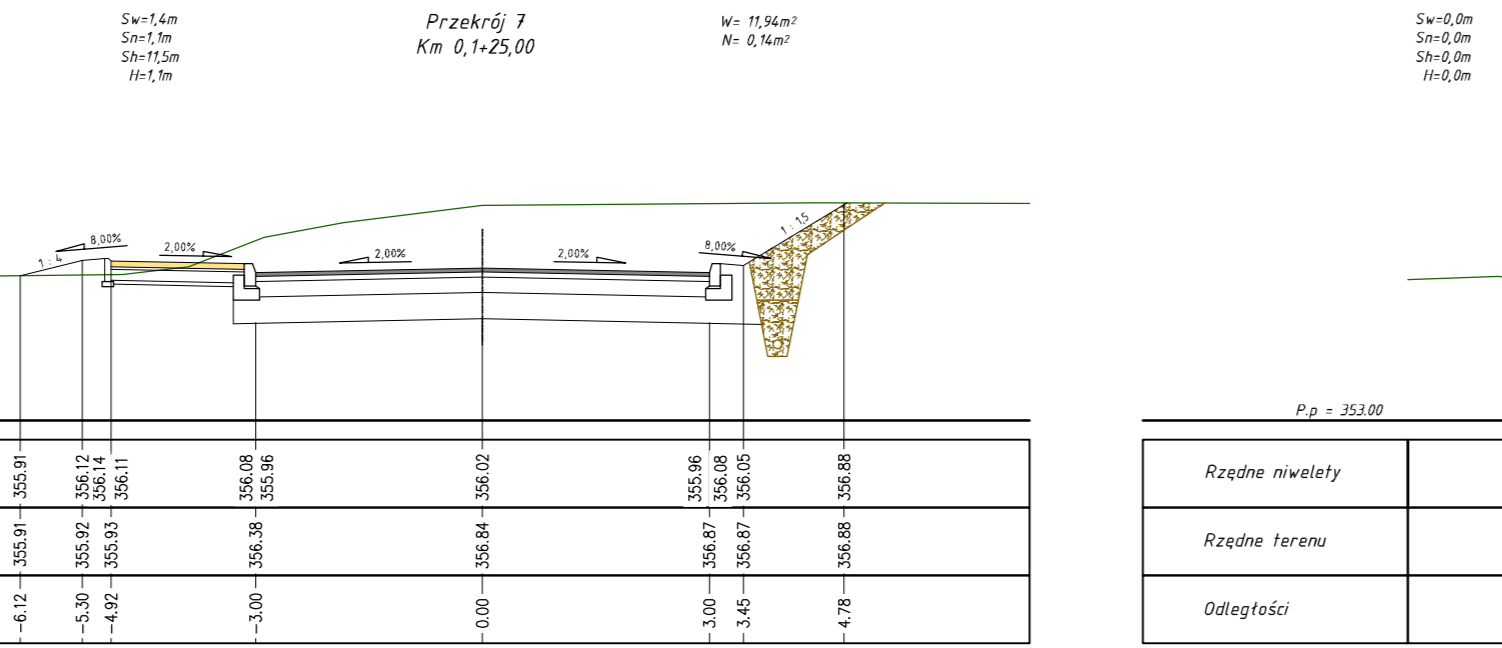 Sw=1,4m
Sn=1,1m
Sh=11,5m
H=1,1m
Przekrój 7
Km 0,1+25,00
W= 11,94m²
N= 0,14m²
Sw=0,0m
Sn=0,0m
Sh=0,0m
H=0,0m
1 : 4
8,00%
2,00%
2,00%
2,00%
8,00%
1 : 1,5
P.p = 353.00
355.91
356.12
356.14
356.11
356.08
355.96
356.02
355.96
356.08
356.05
356.88
Rzędne niwelety
355.91
355.92
355.93
356.38
356.84
356.87
356.87
356.88
Rzędne terenu
-6.12
-5.30
-4.92
-3.00
0.00
3.00
3.45
4.78
Odległości